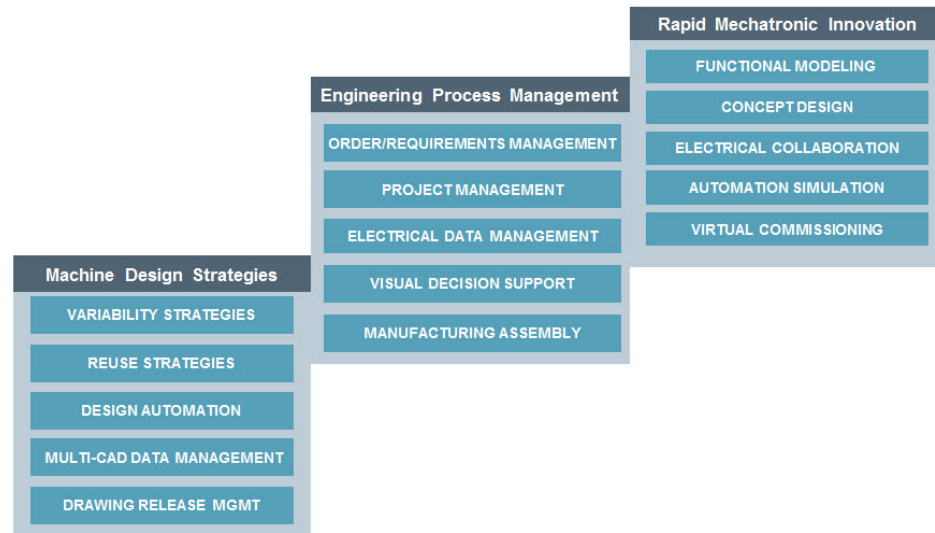 Rapid Mechatronic Innovation
FUNCTIONAL MODELING
CONCEPT DESIGN
ELECTRICAL COLLABORATION
AUTOMATION SIMULATION
VIRTUAL COMMISSIONING
Engineering Process Management
ORDER/REQUIREMENTS MANAGEMENT
PROJECT MANAGEMENT
ELECTRICAL DATA MANAGEMENT
VISUAL DECISION SUPPORT
MANUFACTURING ASSEMBLY
Machine Design Strategies
VARIABILITY STRATEGIES
REUSE STRATEGIES
DESIGN AUTOMATION
MULTI-CAD DATA MANAGEMENT
DRAWING RELEASE MGMT